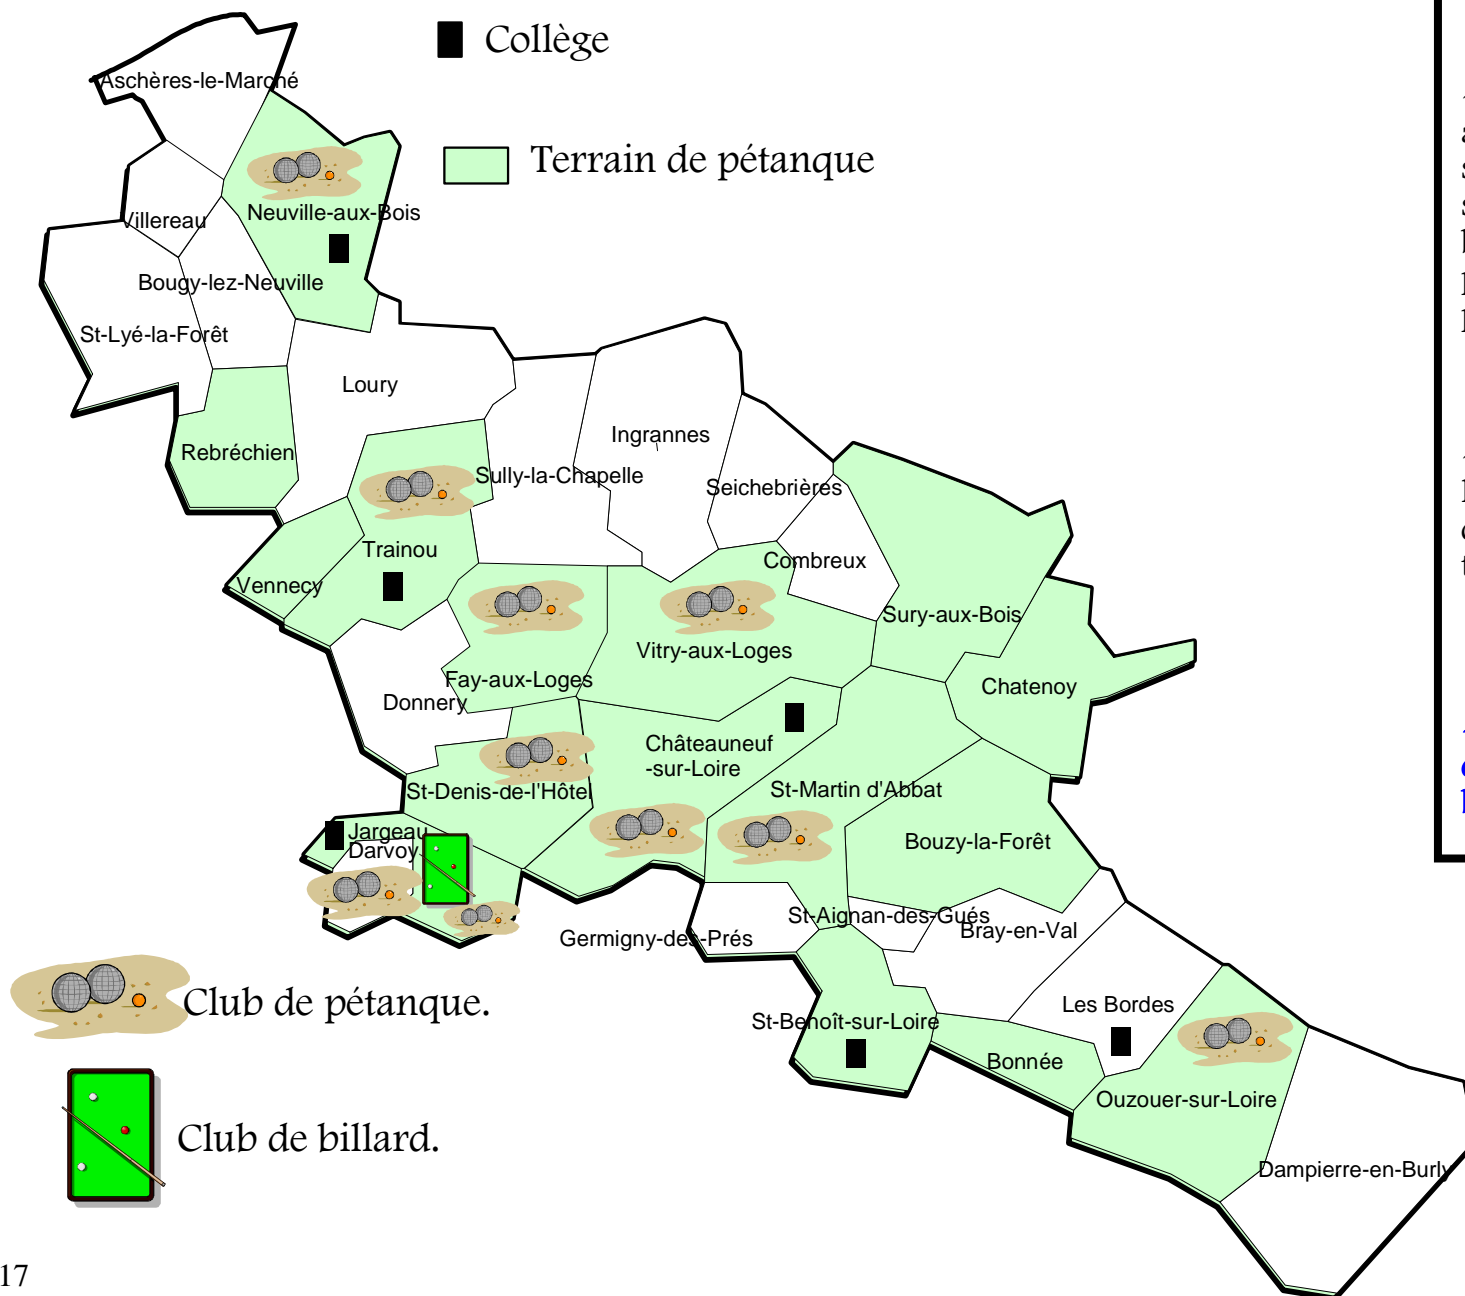 Collège
Aschères-le-Marché
Terrain de pétanque
Neuville-aux-Bois
Villereau
Bougy-lez-Neuville
St-Lyé-la-Forêt
Loury
Ingrannes
Rebréchien
Sully-la-Chapelle
Seichebrières
Trainou
Combreux
Vennecy
Sury-aux-Bois
Vitry-aux-Loges
Fay-aux-Loges
Chatenoy
Donnery
Châteauneuf
-sur-Loire
St-Denis-de-l'Hôtel
St-Martin d'Abbat
Jargeau
Darvoy
Bouzy-la-Forêt
St-Aignan-des-Gués
Bray-en-Val
Germigny-des-Prés
Club de pétanque.
Les Bordes
St-Benoît-sur-Loire
Bonnée
Ouzouer-sur-Loire
Club de billard.
Dampierre-en-Burly
17